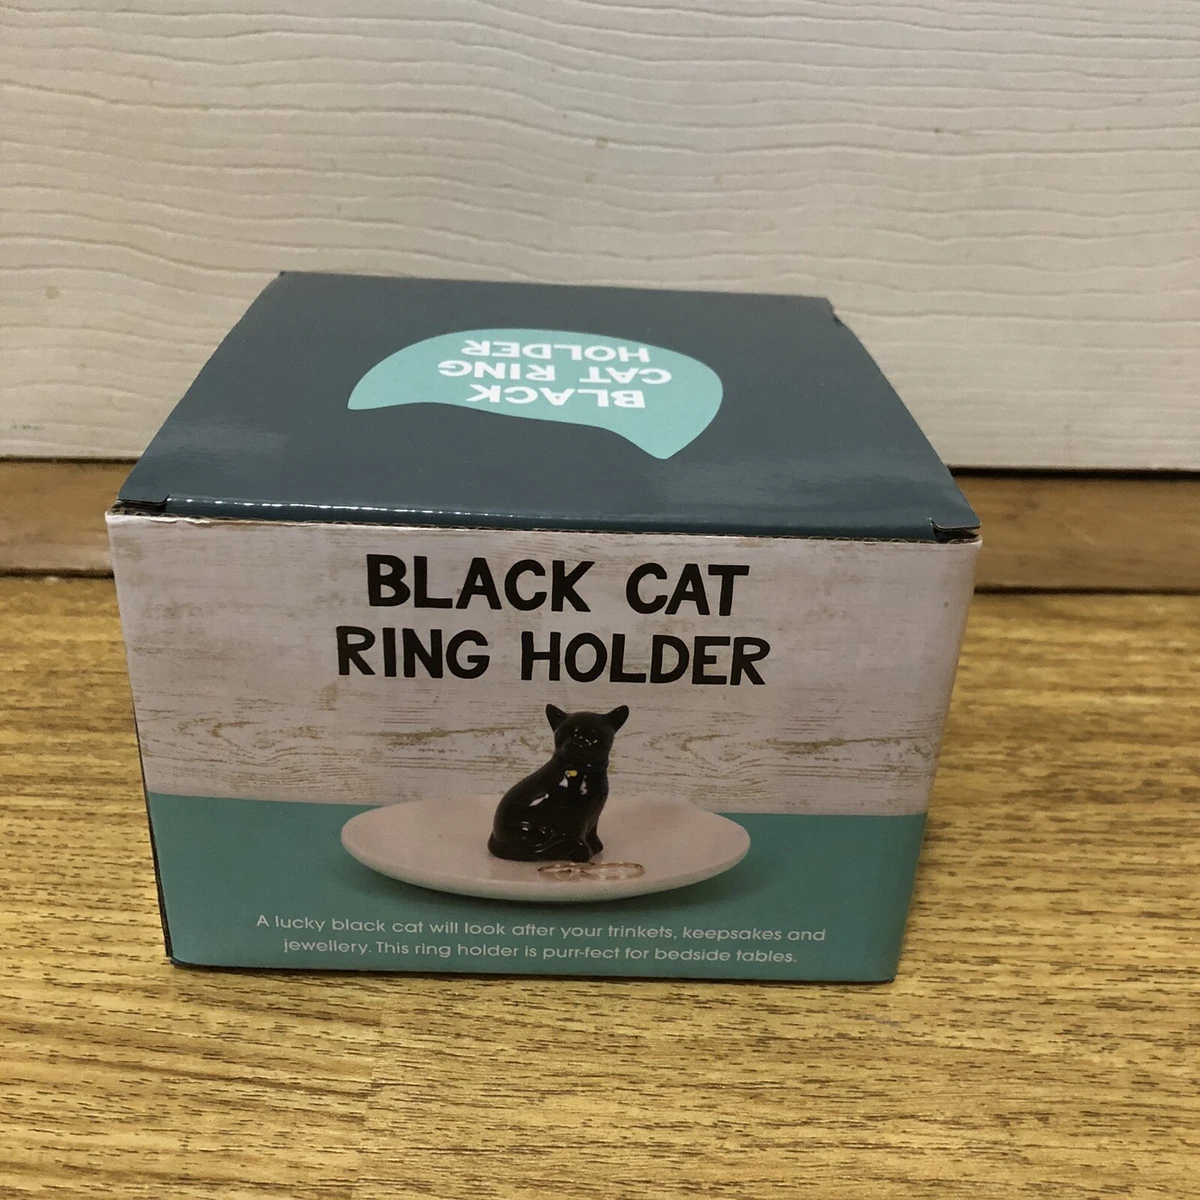 BLACK
CAT RING
HOLDER
BLACK CAT
RING HOLDER
A lucky black cat will look after your trinkets, keepsakes and
jewellery. This ring holder is purr-fect for bedside tables.